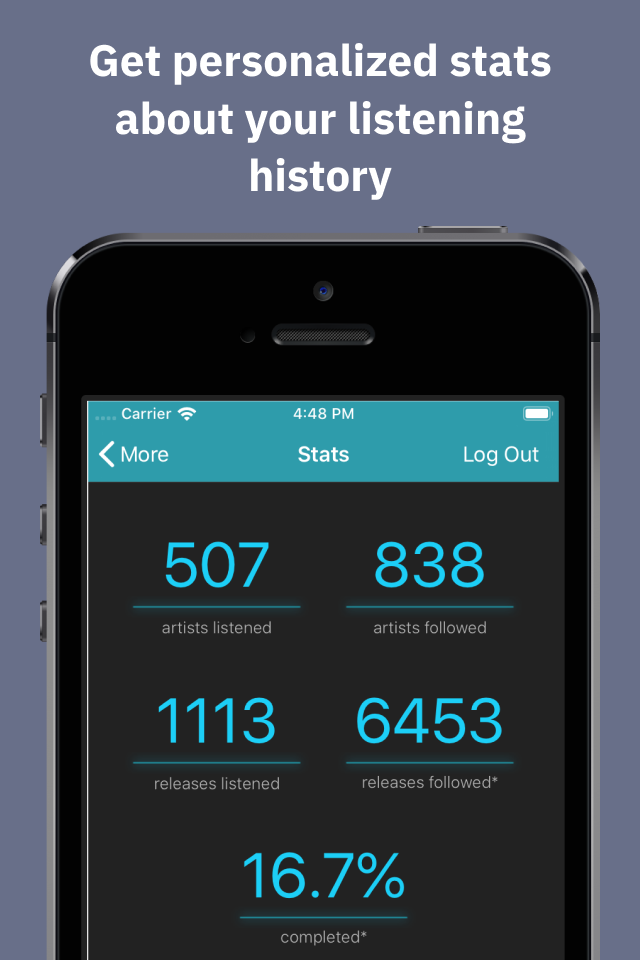 Get personalized stats
about your listening
history
Carrier 4:48 PM
More Stats Log Out
507 838
artists listened artists followed
1113 6453
releases listened releases followed*
16.7%
completed*